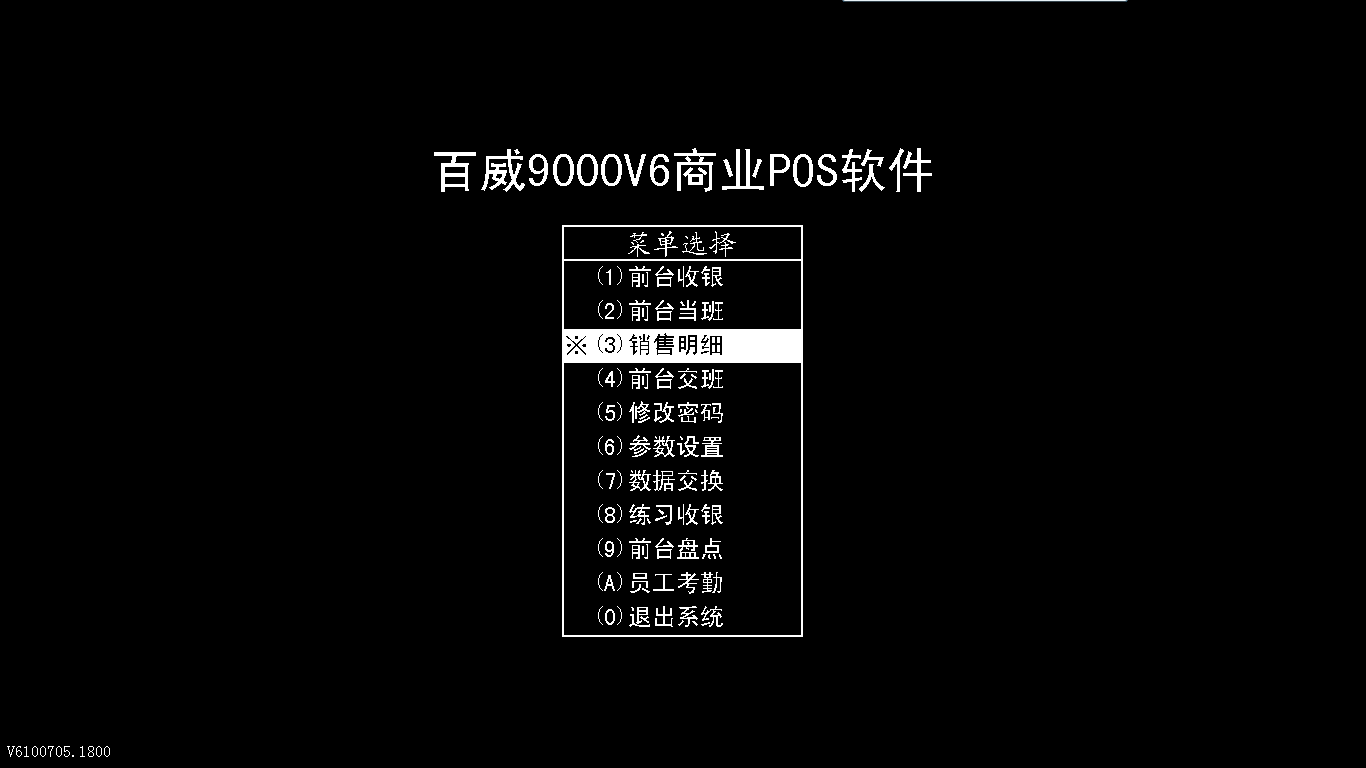 百威9000V6商业POS软件
菜单选择
(1)前台收银
(2)前台当班
※(3)销售明细
(4)前台交班
(5)修改密码
(6)参数设置
(7)数据交换
(8)练习收银
(9)前台盘点
(A)员工考勤
(0)退出系统
V6100705.1800